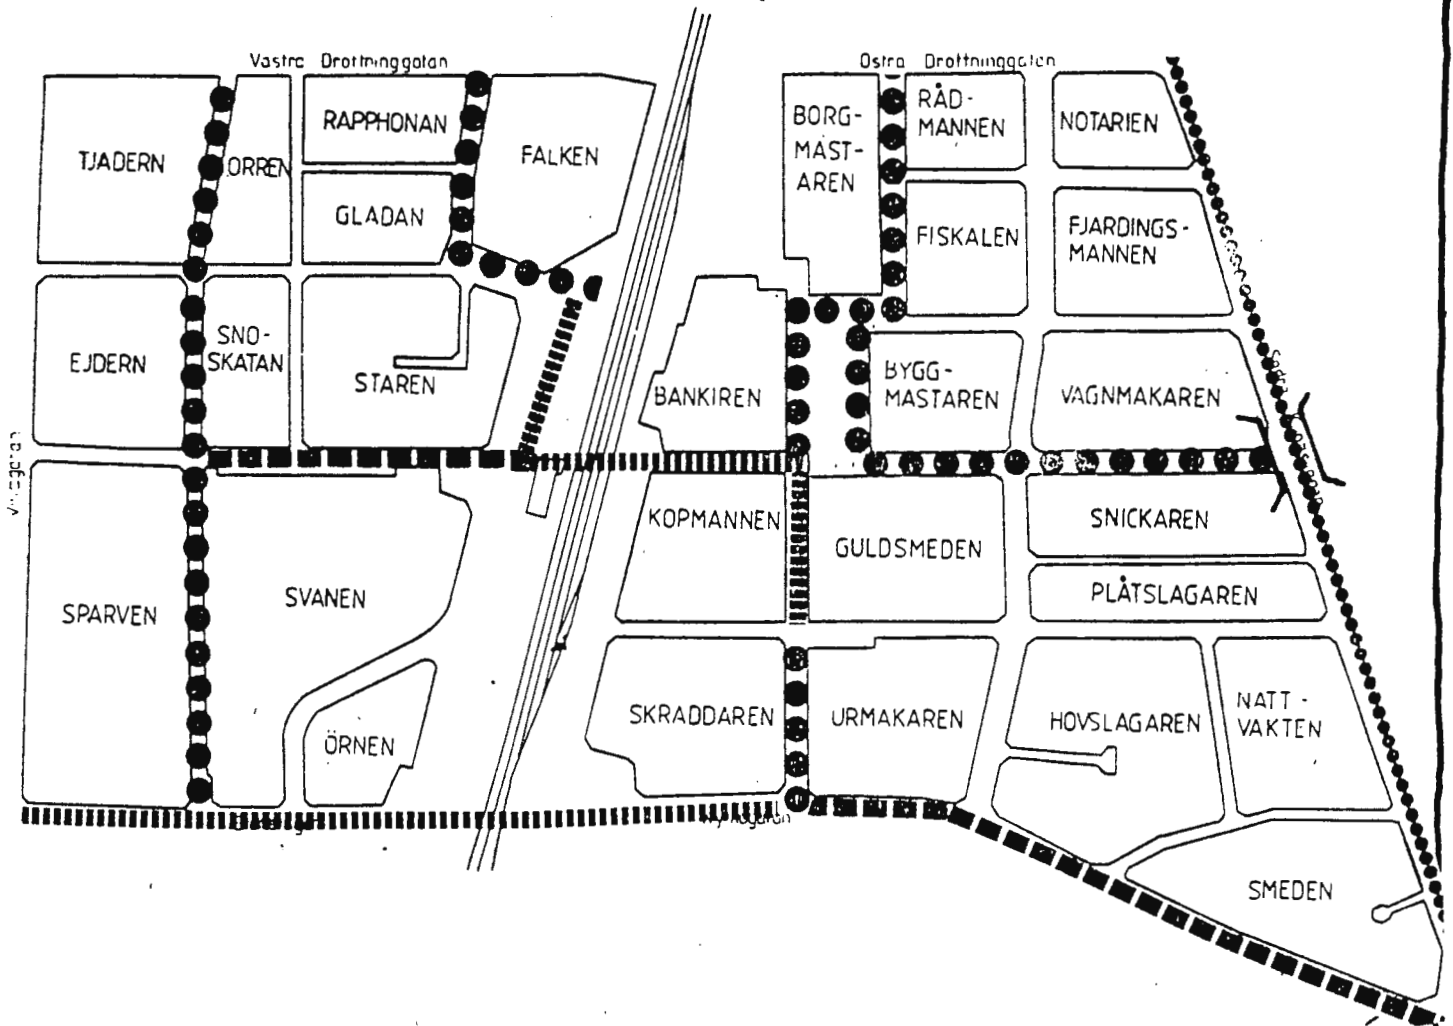 Vastra Drottninggatan
Ostra Drottninggatan
TJADERN
ORREN
RAPPHONAN
GLADAN
FALKEN
BORG-
MAST-
AREN
RÅD-
MANNEN
NOTARIEN
FISKALEN
FJARDINGS-
MANNEN
EJDERN
SNO-
SKATAN
STAREN
BANKIREN
BYGG-
MASTAREN
VAGNMAKAREN
KOPMANNEN
GULDSMEDEN
SNICKAREN
PLÅTSLAGAREN
SPARVEN
SVANEN
ÖRNEN
SKRADDAREN
URMAKAREN
HOVSLAGAREN
NATT-
VAKTEN
SMEDEN